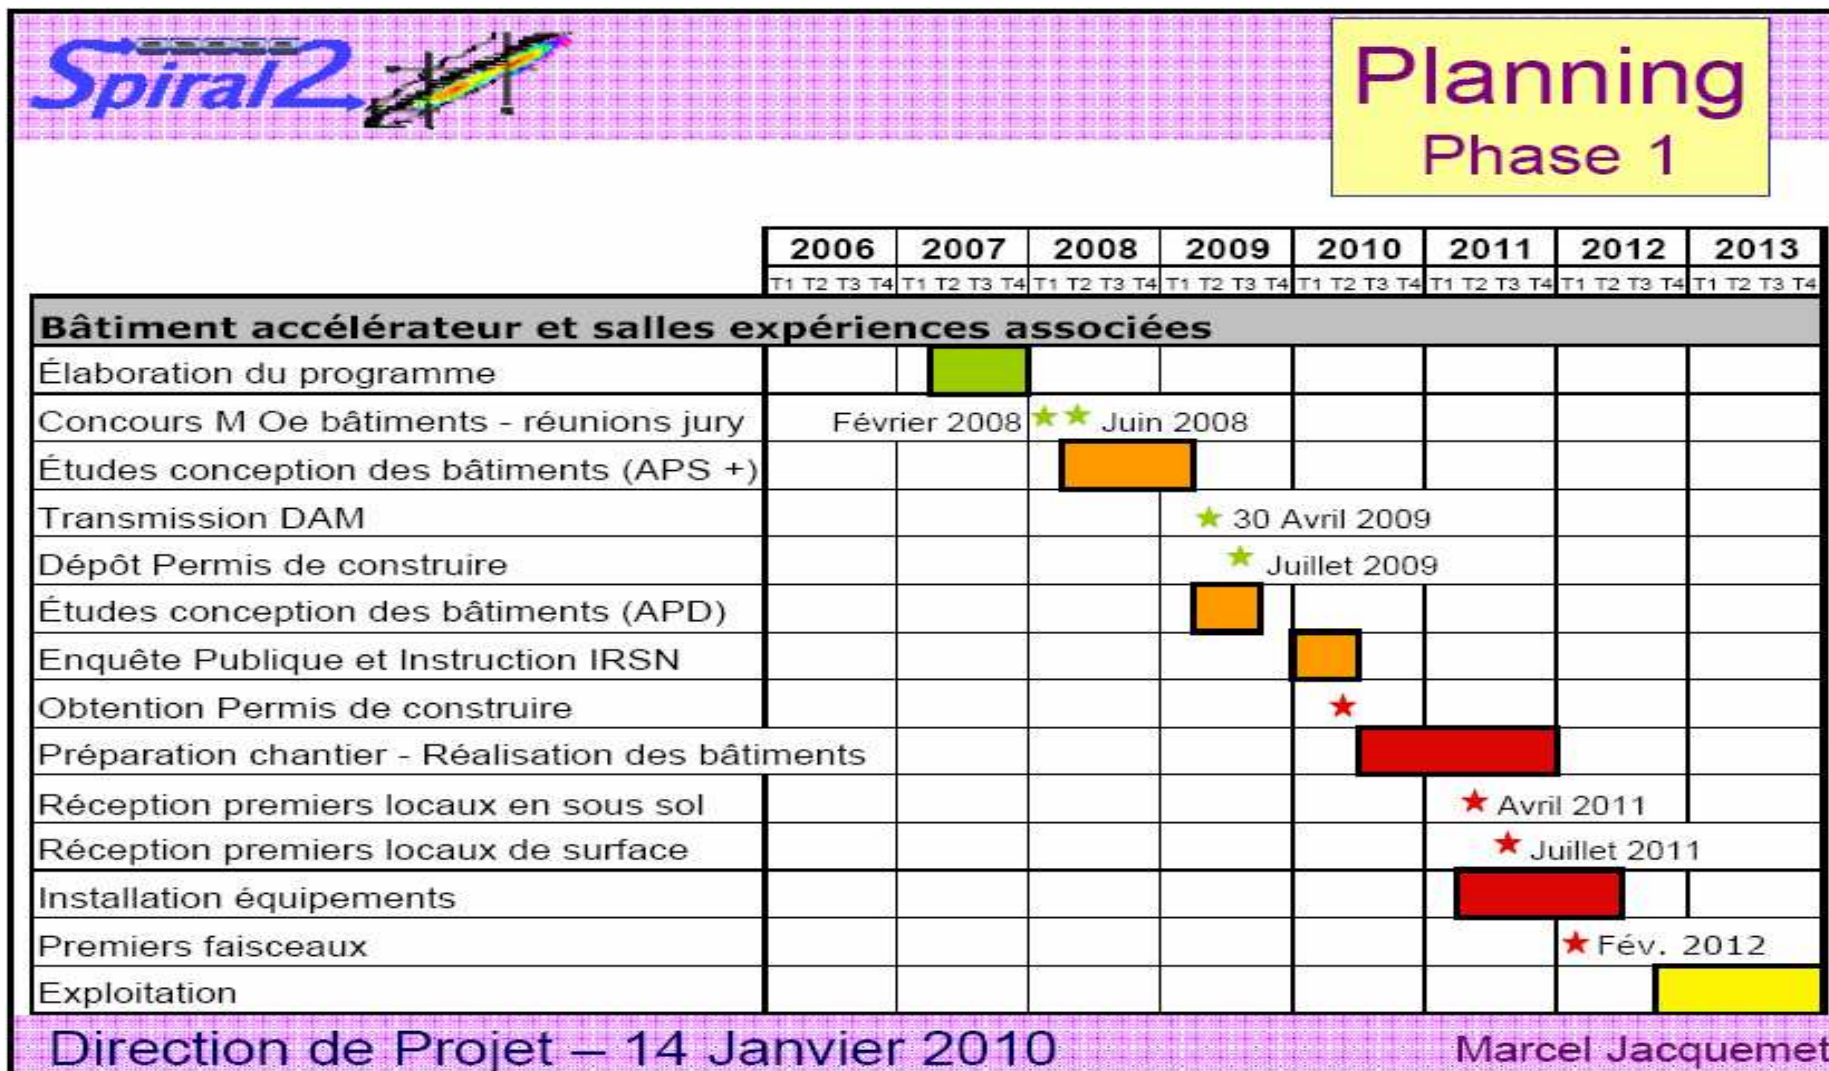 Spiral2
Planning
Phase 1
2006 2007 2008 2009 2010 2011 2012 2013
T1 T2 T3 T4 T1 T2 T3 T4 T1 T2 T3 T4 T1 T2 T3 T4 T1 T2 T3 T4 T1 T2 T3 T4 T1 T2 T3 T4 T1 T2 T3 T4
Bâtiment accélérateur et salles expériences associées
Élaboration du programme
Concours M Oe bâtiments - réunions jury Février 2008 Juin 2008
Études conception des bâtiments (APS +)
Transmission DAM 30 Avril 2009
Dépôt Permis de construire Juillet 2009
Études conception des bâtiments (APD)
Enquête Publique et Instruction IRSN
Obtention Permis de construire
Préparation chantier - Réalisation des bâtiments
Réception premiers locaux en sous sol Avril 2011
Réception premiers locaux de surface Juillet 2011
Installation équipements
Premiers faisceaux Fév. 2012
Exploitation
Direction de Projet – 14 Janvier 2010 Marcel Jacquemet